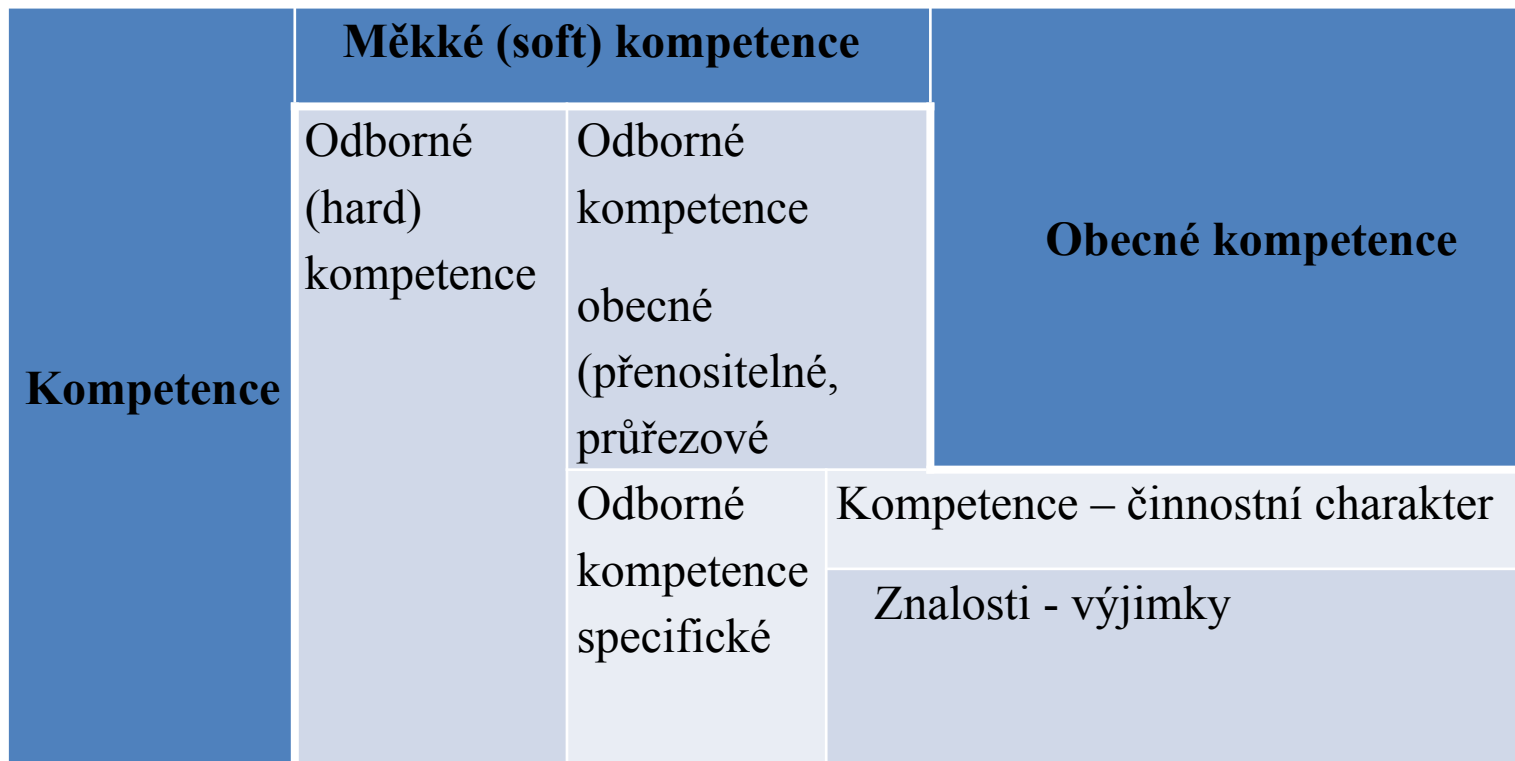 Měkké (soft) kompetence
Kompetence
Odborné
(hard)
kompetence
Odborné
kompetence
obecné
(přenositelné,
průřezové
Obecné kompetence
Odborné
kompetence
specifické
Kompetence – činnostní charakter
Znalosti - výjimky